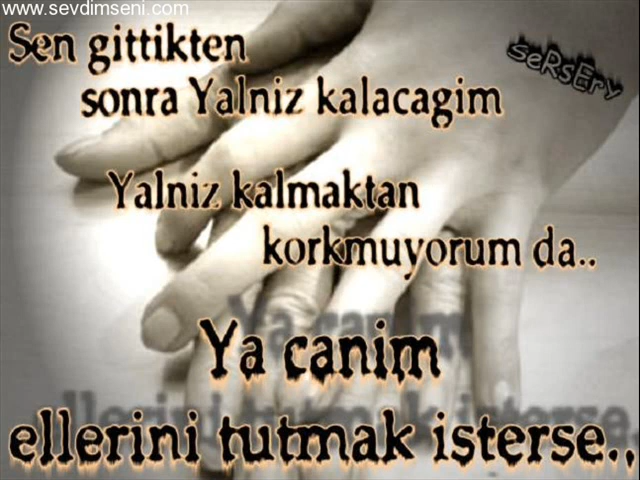 www.sevdimseni.com
Sen gittikten
seRsEry
sonra Yalniz kalacagim
Yalniz kalmaktan
korkmuyorum da..
Ya canim
ellerini tutmak isterse..